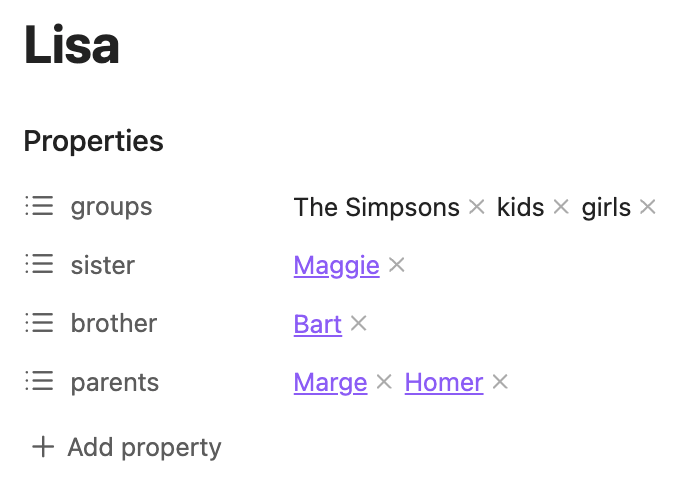 Lisa
Properties
groups The Simpsons × kids × girls ×
sister Maggie ×
brother Bart ×
parents Marge × Homer ×
+ Add property